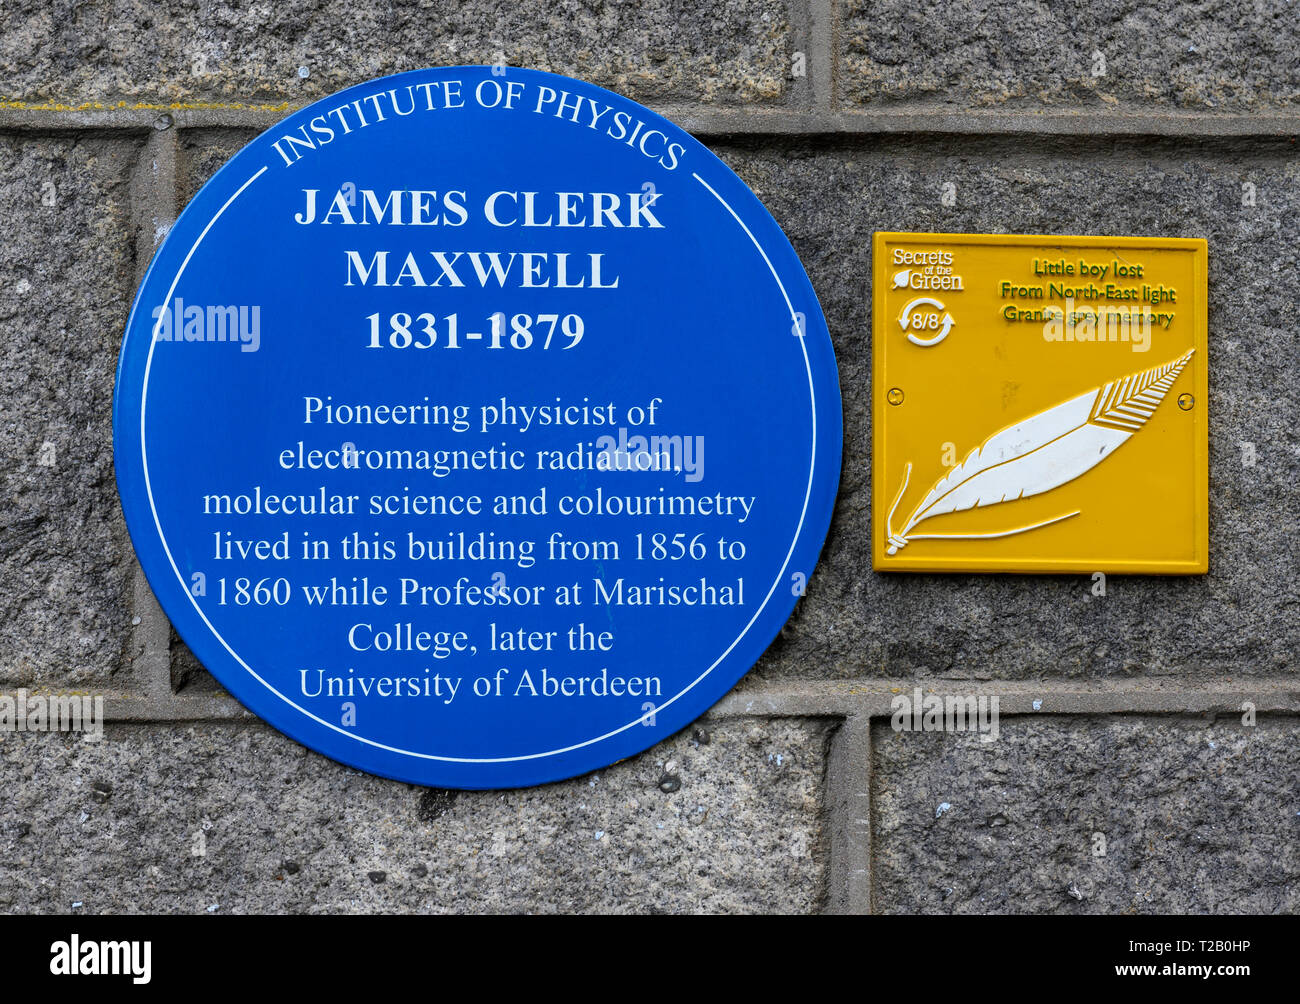 INSTITUTE OF PHYSICS
JAMES CLERK
MAXWELL
1831-1879
Pioneering physicist of
electromagnetic radiation,
molecular science and colourimetry
lived in this building from 1856 to
1860 while Professor at Marischal
College, later the
University of Aberdeen
Secrets
of the
Green
8/8
Little boy lost
From North-East light
Granite grey memory
alamy
alamy
Image ID: T2B0HP
www.alamy.com